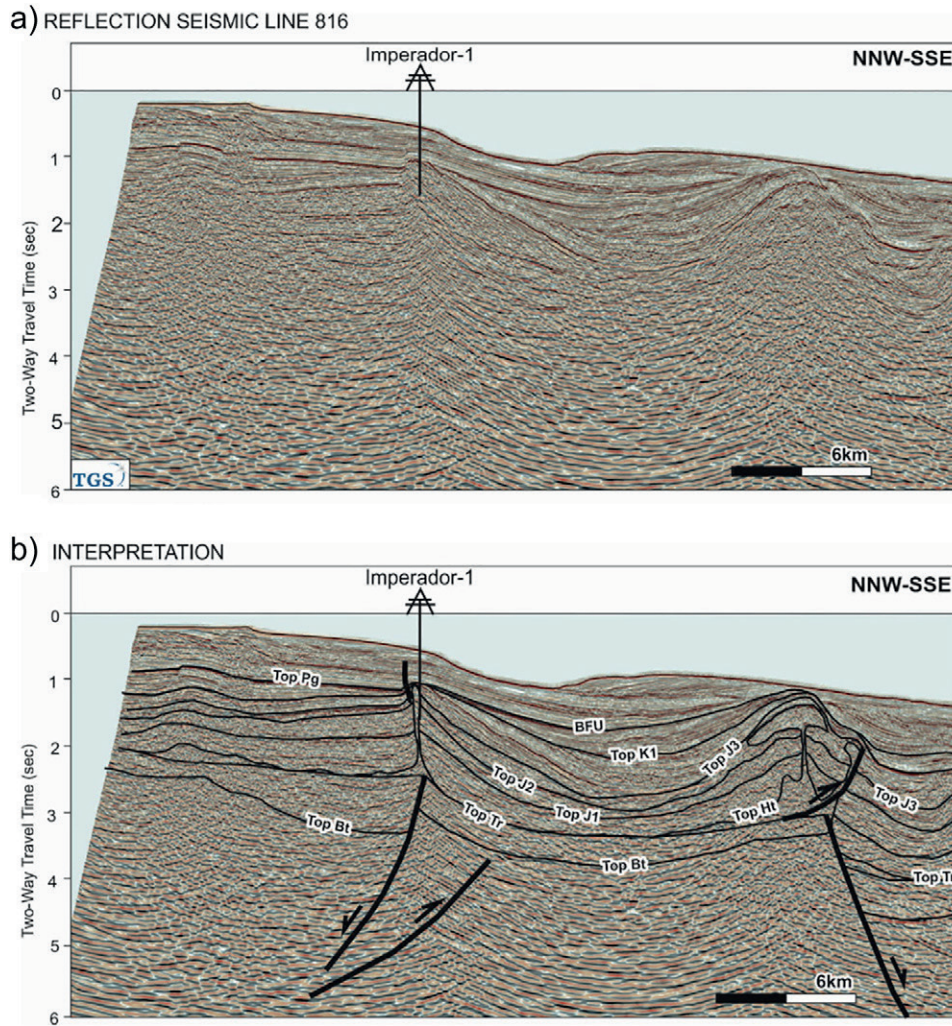 a) REFLECTION SEISMIC LINE 816
Imperador-1
NNW-SSE
0
1
2
3
4
5
6
Two-Way Travel Time (sec)
TGS
6km
b) INTERPRETATION
Imperador-1
NNW-SSE
0
1
2
3
4
5
6
Two-Way Travel Time (sec)
Top Pg
BFU
Top K1
Top J3
Top J2
Top J1
Top Ht
Top J3
Top Tr
Top Bt
Top Bt
Top Tr
6km